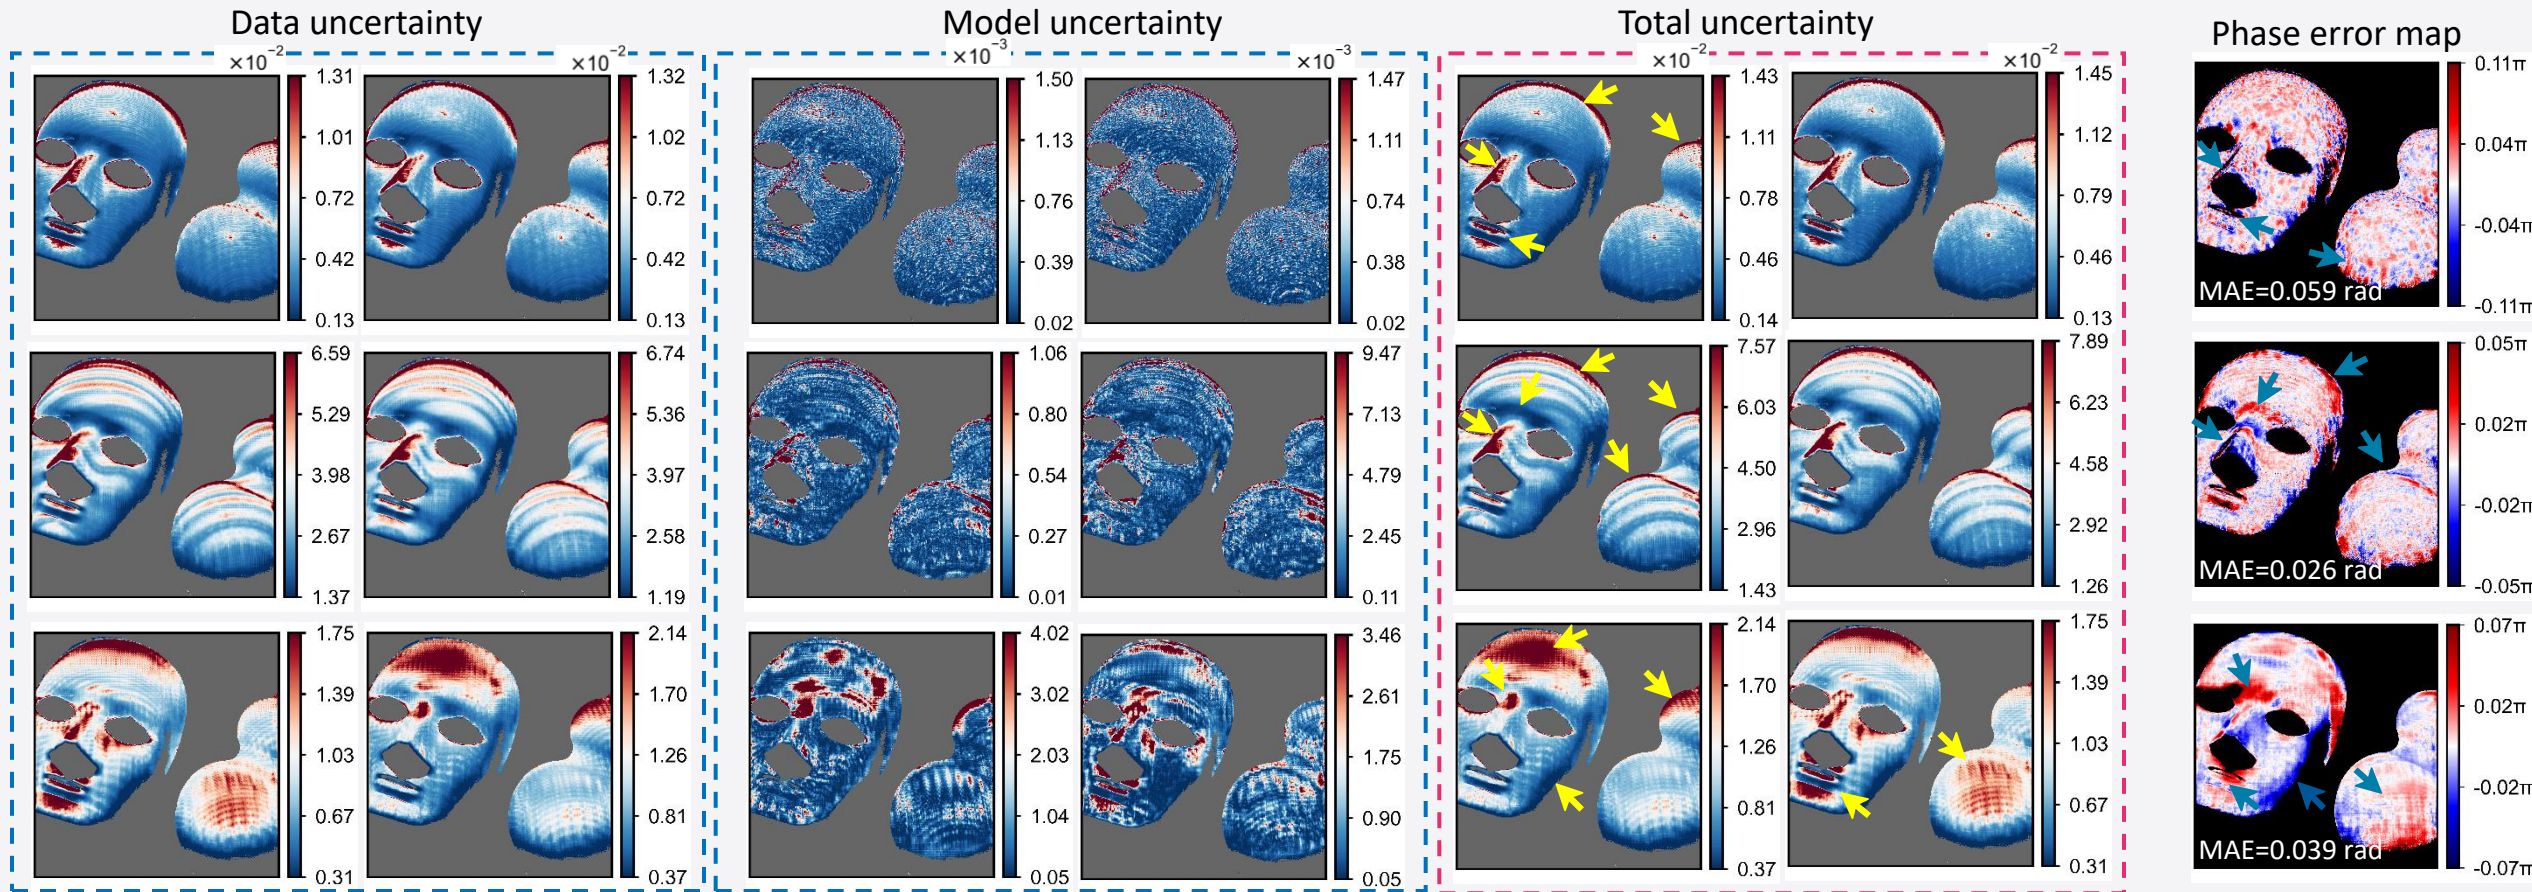 Data uncertainty
Model uncertainty
Total uncertainty
Phase error map
×10⁻² ×10⁻² ×10⁻³ ×10⁻³ ×10⁻² ×10⁻²
1.31 1.32 1.50 1.47 1.43 1.45 0.11π
1.01 1.02 1.13 1.11 1.11 1.12 0.04π
0.72 0.72 0.76 0.74 0.78 0.79 -0.04π
0.42 0.42 0.39 0.38 0.46 0.46
MAE=0.059 rad
0.13 0.13 0.02 0.02 0.14 0.13 -0.11π
6.59 6.74 1.06 9.47 7.57 7.89 0.05π
5.29 5.36 0.80 7.13 6.03 6.23 0.02π
3.98 3.97 0.54 4.79 4.50 4.58 -0.02π
2.67 2.58 0.27 2.45 2.96 2.92
MAE=0.026 rad
1.37 1.19 0.01 0.11 1.43 1.26 -0.05π
1.75 2.14 4.02 3.46 2.14 1.75 0.07π
1.39 1.70 3.02 2.61 1.70 1.39 0.02π
1.03 1.26 2.03 1.75 1.26 1.03 -0.02π
0.67 0.81 1.04 0.90 0.81 0.67
MAE=0.039 rad
0.31 0.37 0.05 0.05 0.37 0.31 -0.07π